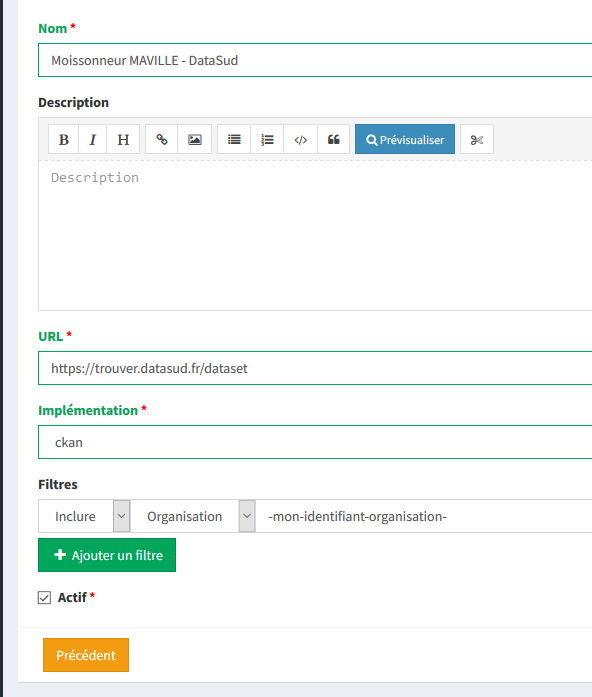 Nom *
Moissonneur MAVILLE - DataSud
Description
B I H Prévisualiser
Description
URL *
https://trouver.datasud.fr/dataset
Implémentation *
ckan
Filtres
Inclure Organisation -mon-identifiant-organisation-
Ajouter un filtre
Actif *
Précédent